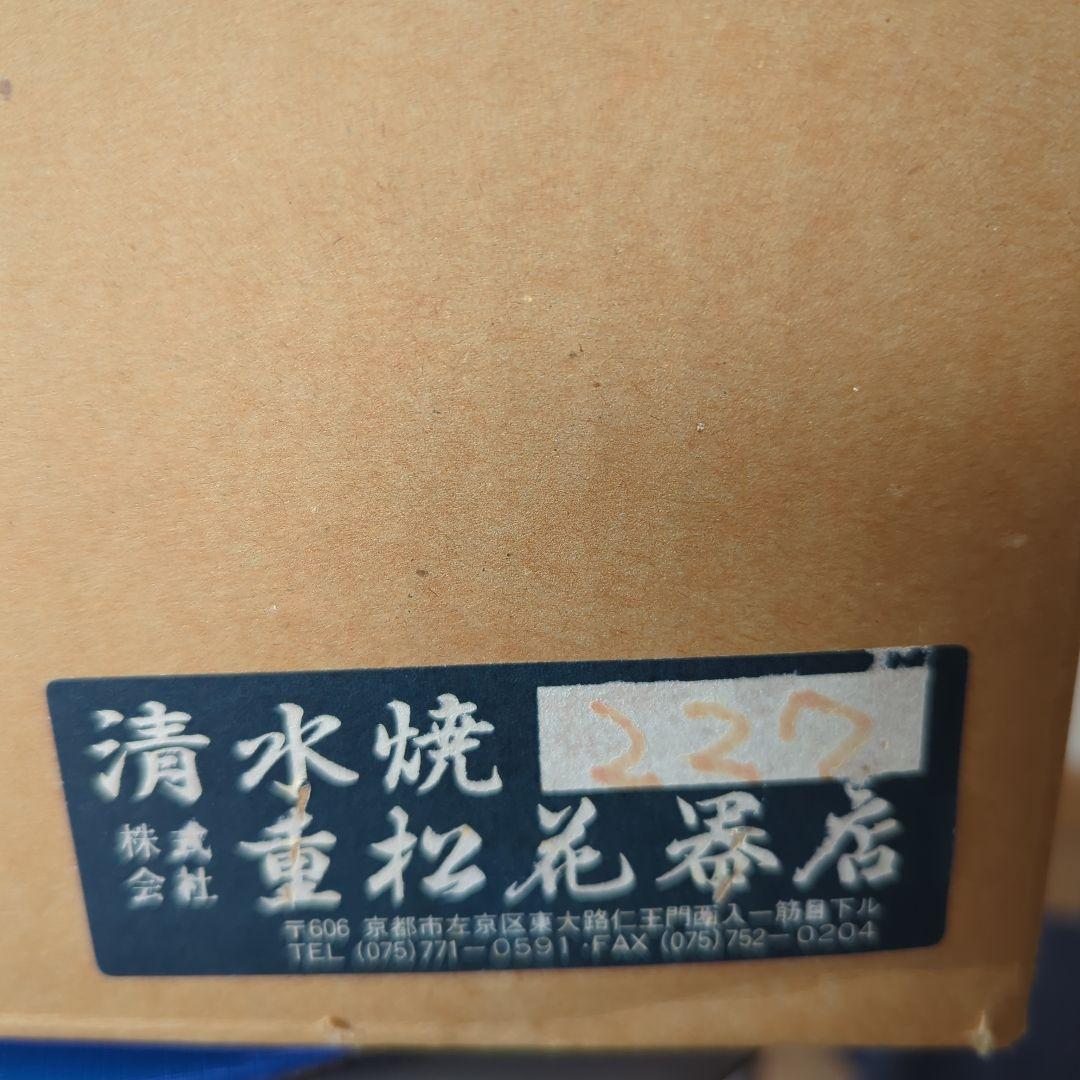 清水焼 227
株式会社 重松花器店
〒606 京都市左京区東大路仁王門西入一筋目下ル
TEL (075)771-0591・FAX (075)752-0204